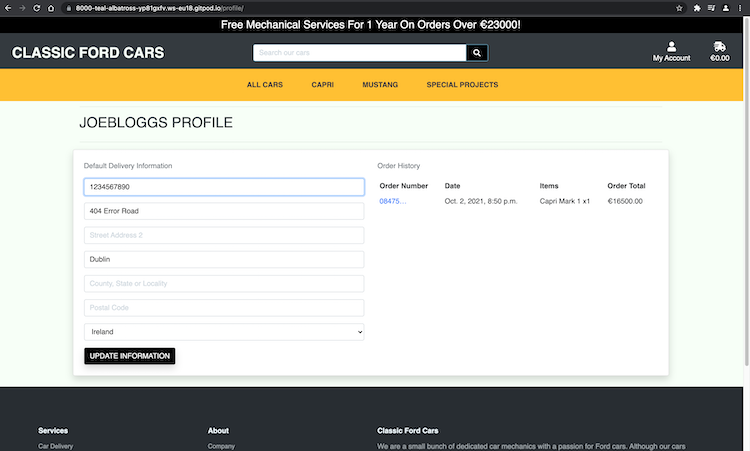 8000-teal-albatross-yp81gxfv.ws-eu18.gitpod.io/profile/
Free Mechanical Services For 1 Year On Orders Over €23000!
CLASSIC FORD CARS
Search our cars
My Account
€0.00
ALL CARS CAPRI MUSTANG SPECIAL PROJECTS
JOEBLOGGS PROFILE
Default Delivery Information
1234567890
404 Error Road
Street Address 2
Dublin
County, State or Locality
Postal Code
Ireland
UPDATE INFORMATION
Order History
Order Number Date Items Order Total
08475... Oct. 2, 2021, 8:50 p.m. Capri Mark 1 x1 €16500.00
Services
Car Delivery
About
Company
Classic Ford Cars
We are a small bunch of dedicated car mechanics with a passion for Ford cars. Although our cars